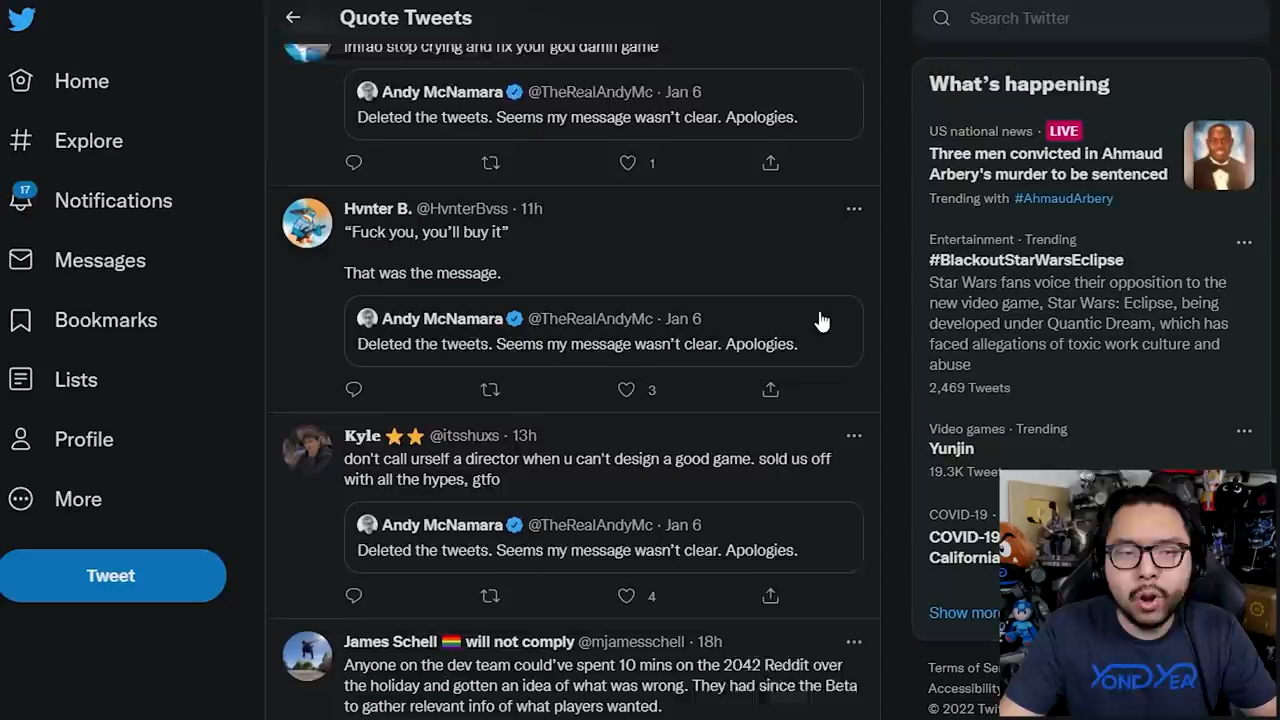 Quote Tweets
Search Twitter
Home
Explore
17
Notifications
Messages
Bookmarks
Lists
Profile
More
Tweet
lmfao stop crying and fix your god damn game
Andy McNamara @TheRealAndyMc · Jan 6
Deleted the tweets. Seems my message wasn't clear. Apologies.
1
Hvnter B. @HvnterBvss · 11h
“Fuck you, you’ll buy it”
That was the message.
Andy McNamara @TheRealAndyMc · Jan 6
Deleted the tweets. Seems my message wasn't clear. Apologies.
3
Kyle ⭐⭐ @itsshuxs · 13h
don't call urself a director when u can't design a good game. sold us off
with all the hypes, gtfo
Andy McNamara @TheRealAndyMc · Jan 6
Deleted the tweets. Seems my message wasn't clear. Apologies.
4
James Schell 🏳️‍🌈 will not comply @mjamesschell · 18h
Anyone on the dev team could've spent 10 mins on the 2042 Reddit over
the holiday and gotten an idea of what was wrong. They had since the Beta
to gather relevant info of what players wanted.
What’s happening
US national news · LIVE
Three men convicted in Ahmaud
Arbery's murder to be sentenced
Trending with #AhmaudArbery
Entertainment · Trending
#BlackoutStarWarsEclipse
Star Wars fans voice their opposition to the
new video game, Star Wars: Eclipse, being
developed under Quantic Dream, which has
faced allegations of toxic work culture and
abuse
2,469 Tweets
Video games · Trending
Yunjin
19.3K Tweet
COVID-19 ·
COVID-19
California
Show more
Terms of Se
Accessibility
© 2022 Twit
YONGYEA